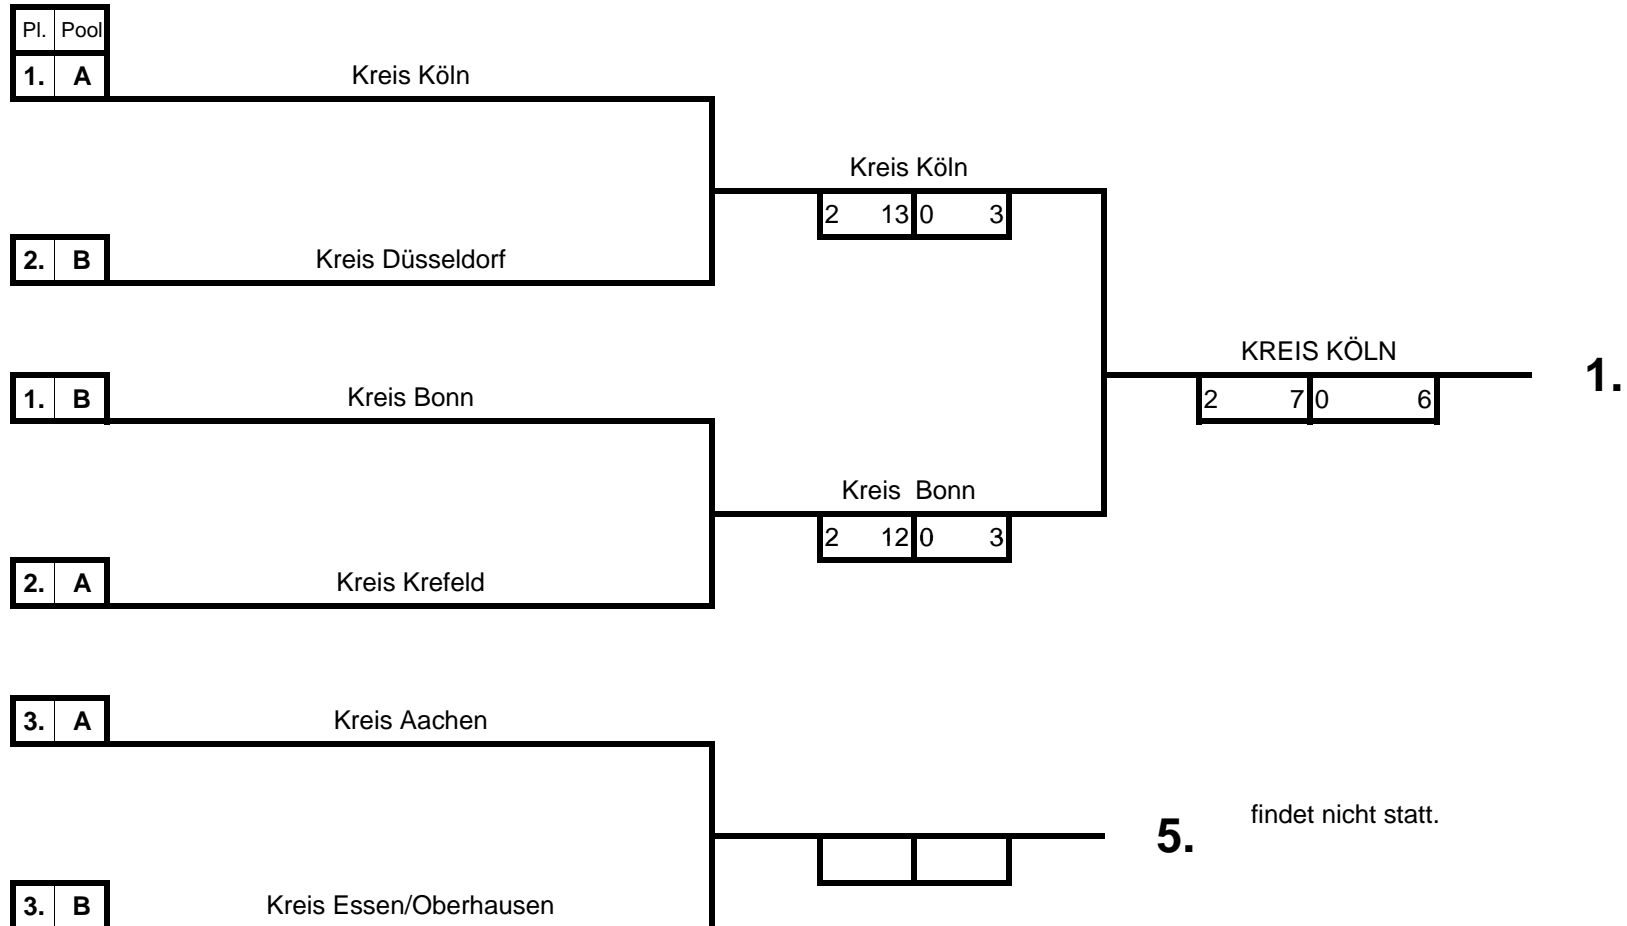 Pl. Pool
1. A Kreis Köln
Kreis Köln
2 13 0 3
2. B Kreis Düsseldorf
KREIS KÖLN
1.
1. B Kreis Bonn
2 7 0 6
Kreis  Bonn
2 12 0 3
2. A Kreis Krefeld
3. A Kreis Aachen
5. findet nicht statt.
3. B Kreis Essen/Oberhausen